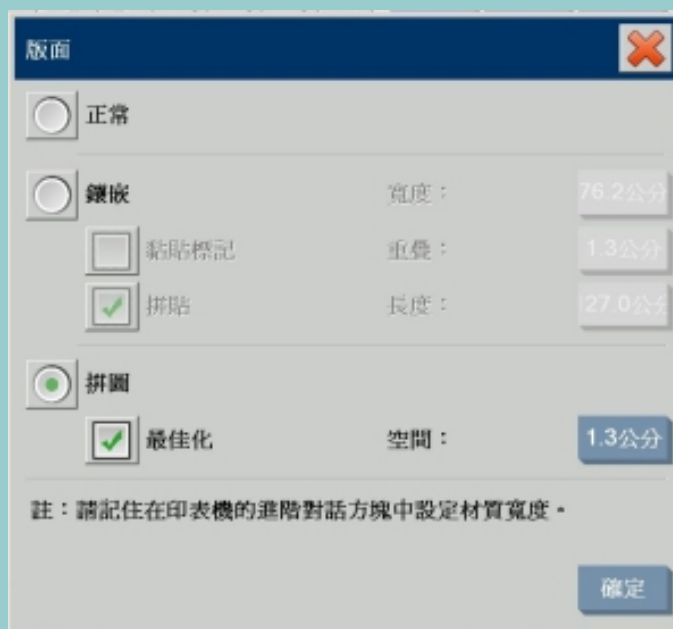 版面
正常
鑲嵌 寬度： 76.2公分
黏貼標記 重疊： 1.3公分
拼貼 長度： 127.0公分
拼圖
最佳化 空間： 1.3公分
註：請記住在印表機的進階對話方塊中設定材質寬度。
確定